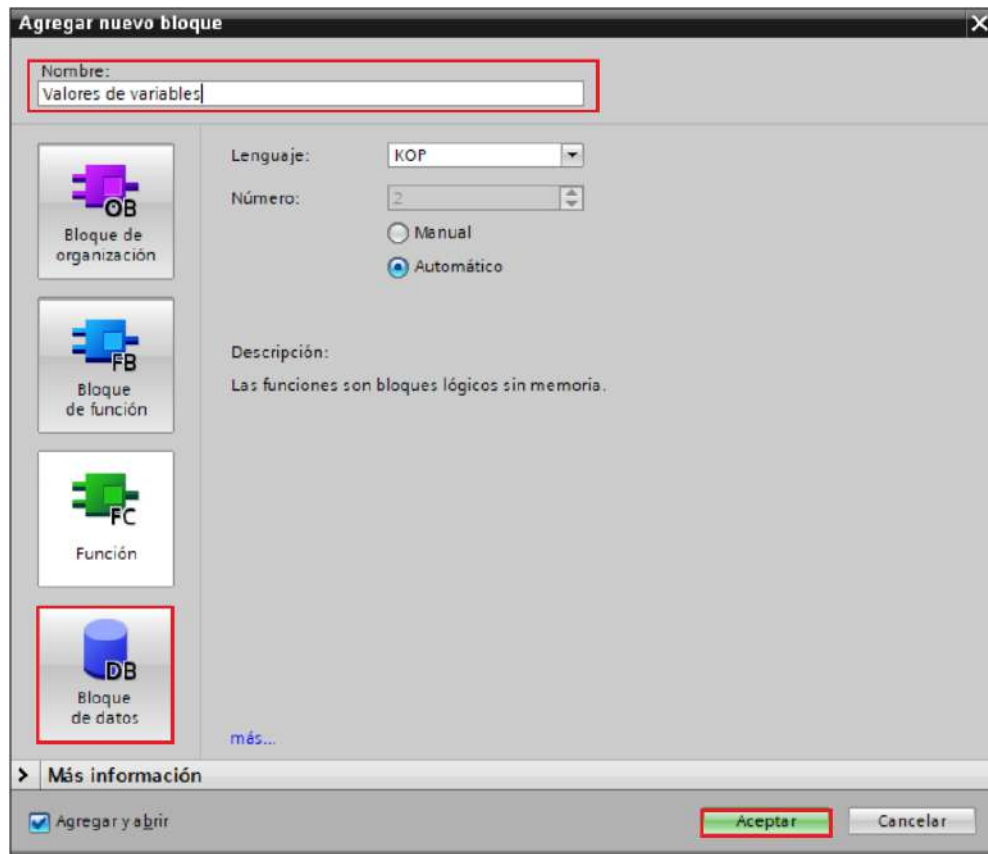 Agregar nuevo bloque
Nombre:
Valores de variables
OB
Bloque de
organización
FB
Bloque
de función
FC
Función
DB
Bloque
de datos
Lenguaje:
KOP
Número:
2
Manual
Automático
Descripción:
Las funciones son bloques lógicos sin memoria.
más...
Más información
Agregar y abrir
Aceptar
Cancelar